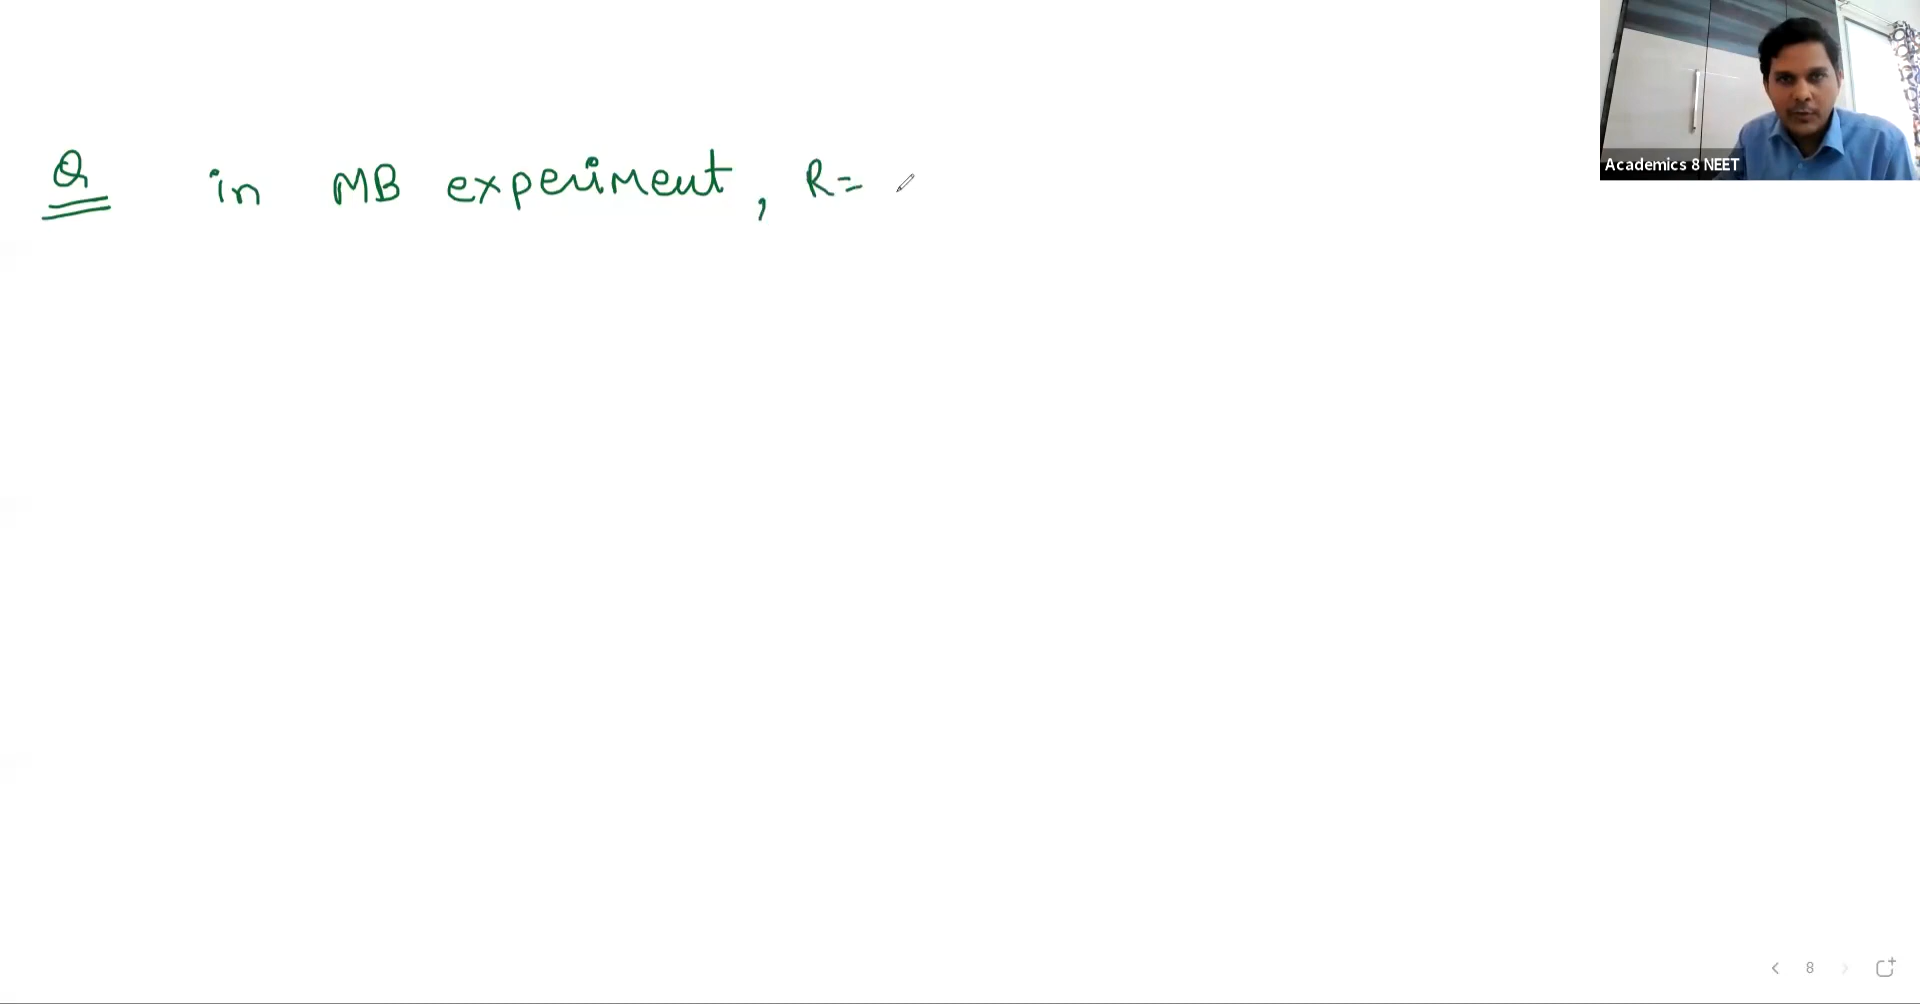 Q in MB experiment, R=
Academics 8 NEET
8